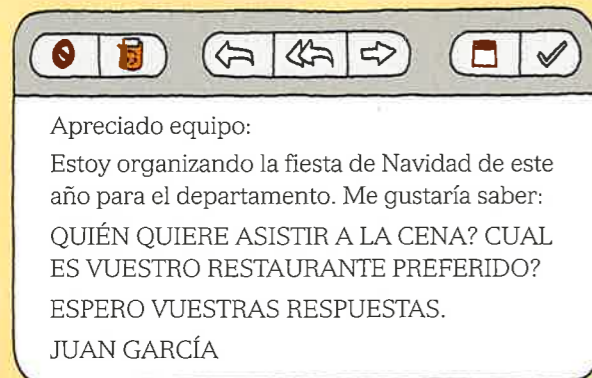 Apreciado equipo:
Estoy organizando la fiesta de Navidad de este
año para el departamento. Me gustaría saber:
QUIÉN QUIERE ASISTIR A LA CENA? CUAL
ES VUESTRO RESTAURANTE PREFERIDO?
ESPERO VUESTRAS RESPUESTAS.
JUAN GARCÍA